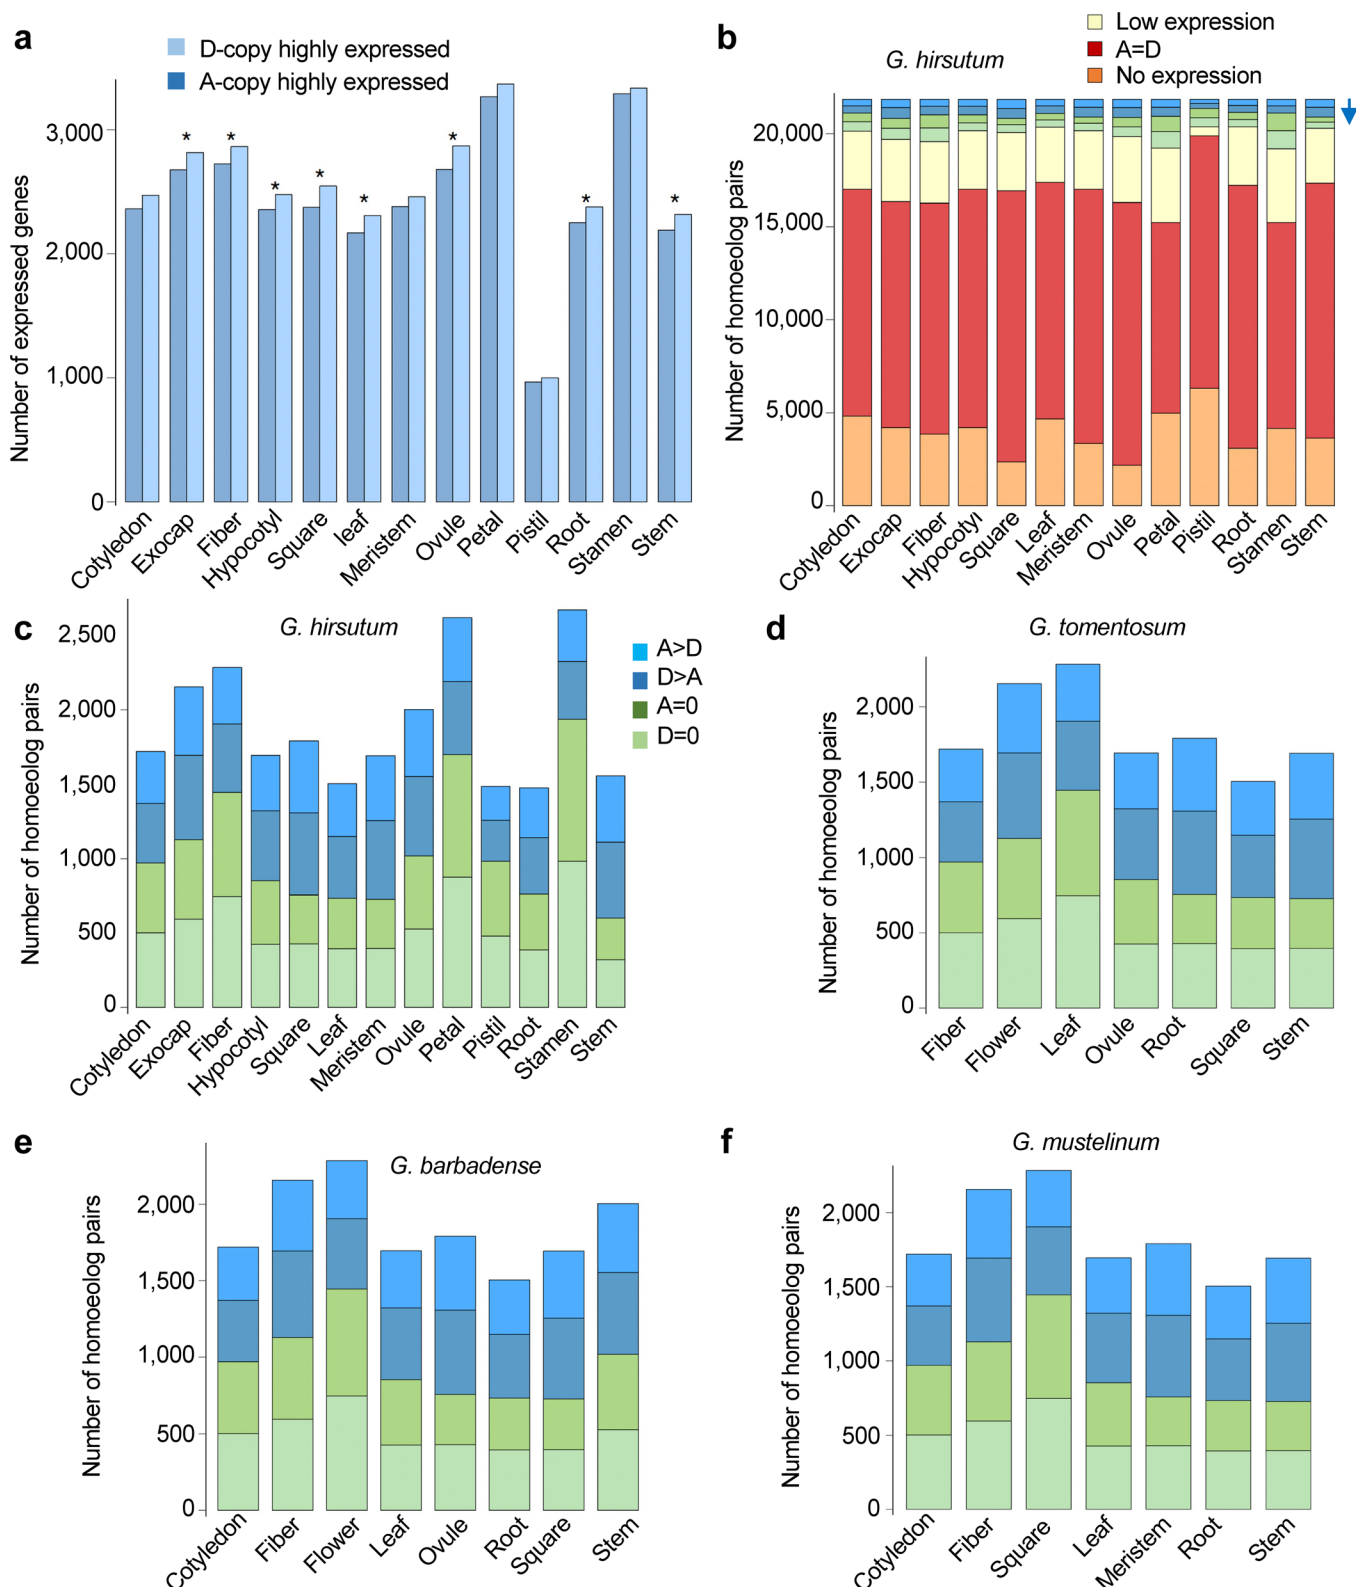 a
D-copy highly expressed
A-copy highly expressed
Number of expressed genes
3,000
2,000
1,000
0
* * * * * * * *
Cotyledon Exocap Fiber Hypocotyl Square leaf Meristem Ovule Petal Pistil Root Stamen Stem
b
G. hirsutum
Low expression
A=D
No expression
Number of homoeolog pairs
20,000
15,000
10,000
5,000
0
Cotyledon Exocap Fiber Hypocotyl Square Leaf Meristem Ovule Petal Pistil Root Stamen Stem
c
G. hirsutum
A>D
D>A
A=0
D=0
Number of homoeolog pairs
2,500
2,000
1,500
1,000
500
0
Cotyledon Exocap Fiber Hypocotyl Square Leaf Meristem Ovule Petal Pistil Root Stamen Stem
d
G. tomentosum
Number of homoeolog pairs
2,000
1,500
1,000
500
0
Fiber Flower Leaf Ovule Root Square Stem
e
G. barbadense
Number of homoeolog pairs
2,000
1,500
1,000
500
0
Cotyledon Fiber Flower Leaf Ovule Root Square Stem
f
G. mustelinum
Number of homoeolog pairs
2,000
1,500
1,000
500
0
Cotyledon Fiber Square Leaf Meristem Root Stem